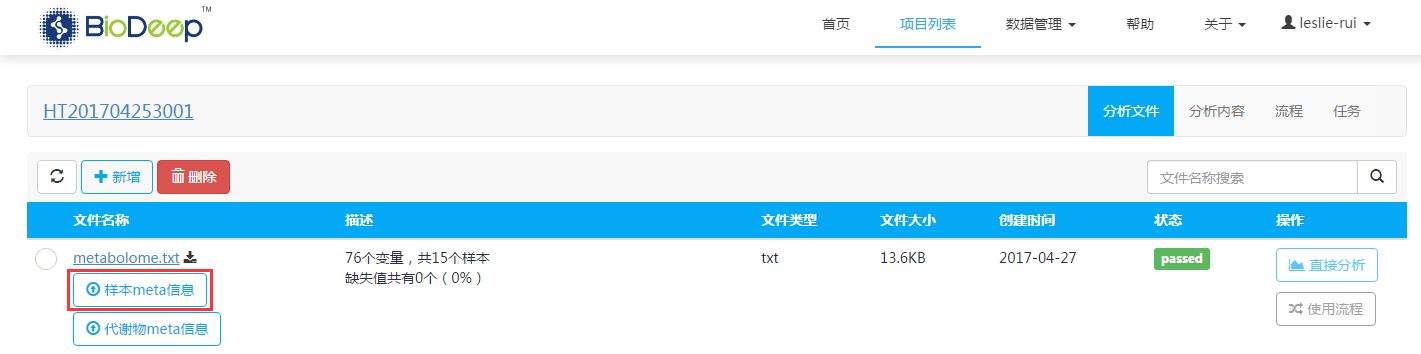 BioDeep™
首页
项目列表
数据管理
帮助
关于
leslie-rui
HT201704253001
分析文件
分析内容
流程
任务
新增
删除
文件名称搜索
文件名称
描述
文件类型
文件大小
创建时间
状态
操作
metabolome.txt
76个变量，共15个样本
缺失值共有0个（0%）
txt
13.6KB
2017-04-27
passed
直接分析
样本meta信息
使用流程
代谢物meta信息